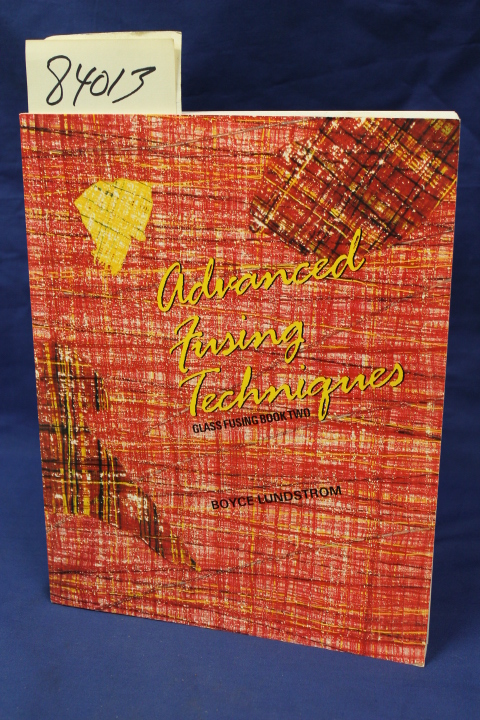 84013
Advanced
Fusing
Techniques
GLASS FUSING BOOK TWO
BOYCE LUNDSTROM